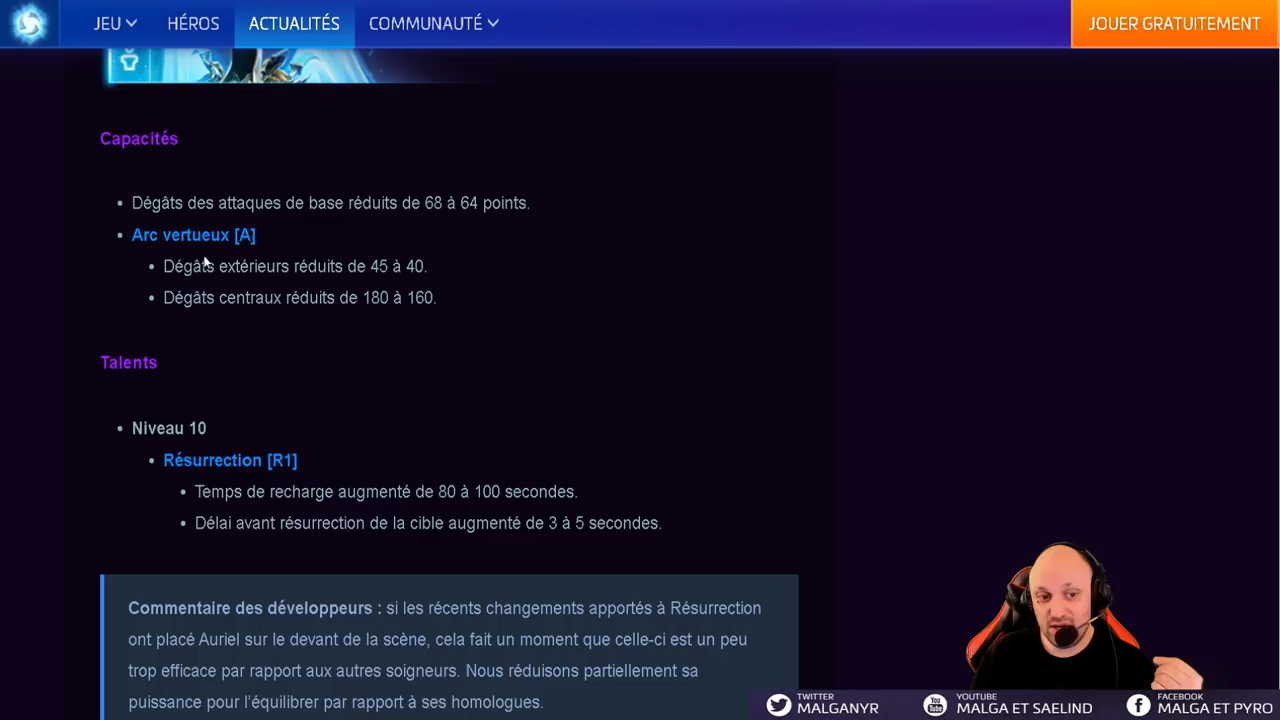 JEU HÉROS ACTUALITÉS COMMUNAUTÉ JOUER GRATUITEMENT
Capacités
• Dégâts des attaques de base réduits de 68 à 64 points.
• Arc vertueux [A]
• Dégâts extérieurs réduits de 45 à 40.
• Dégâts centraux réduits de 180 à 160.
Talents
• Niveau 10
• Résurrection [R1]
• Temps de recharge augmenté de 80 à 100 secondes.
• Délai avant résurrection de la cible augmenté de 3 à 5 secondes.
Commentaire des développeurs : si les récents changements apportés à Résurrection
ont placé Auriel sur le devant de la scène, cela fait un moment que celle-ci est un peu
trop efficace par rapport aux autres soigneurs. Nous réduisons partiellement sa
puissance pour l'équilibrer par rapport à ses homologues.
TWITTER
MALGANYR
YOUTUBE
MALGA ET SAELIND
FACEBOOK
MALGA ET PYRO